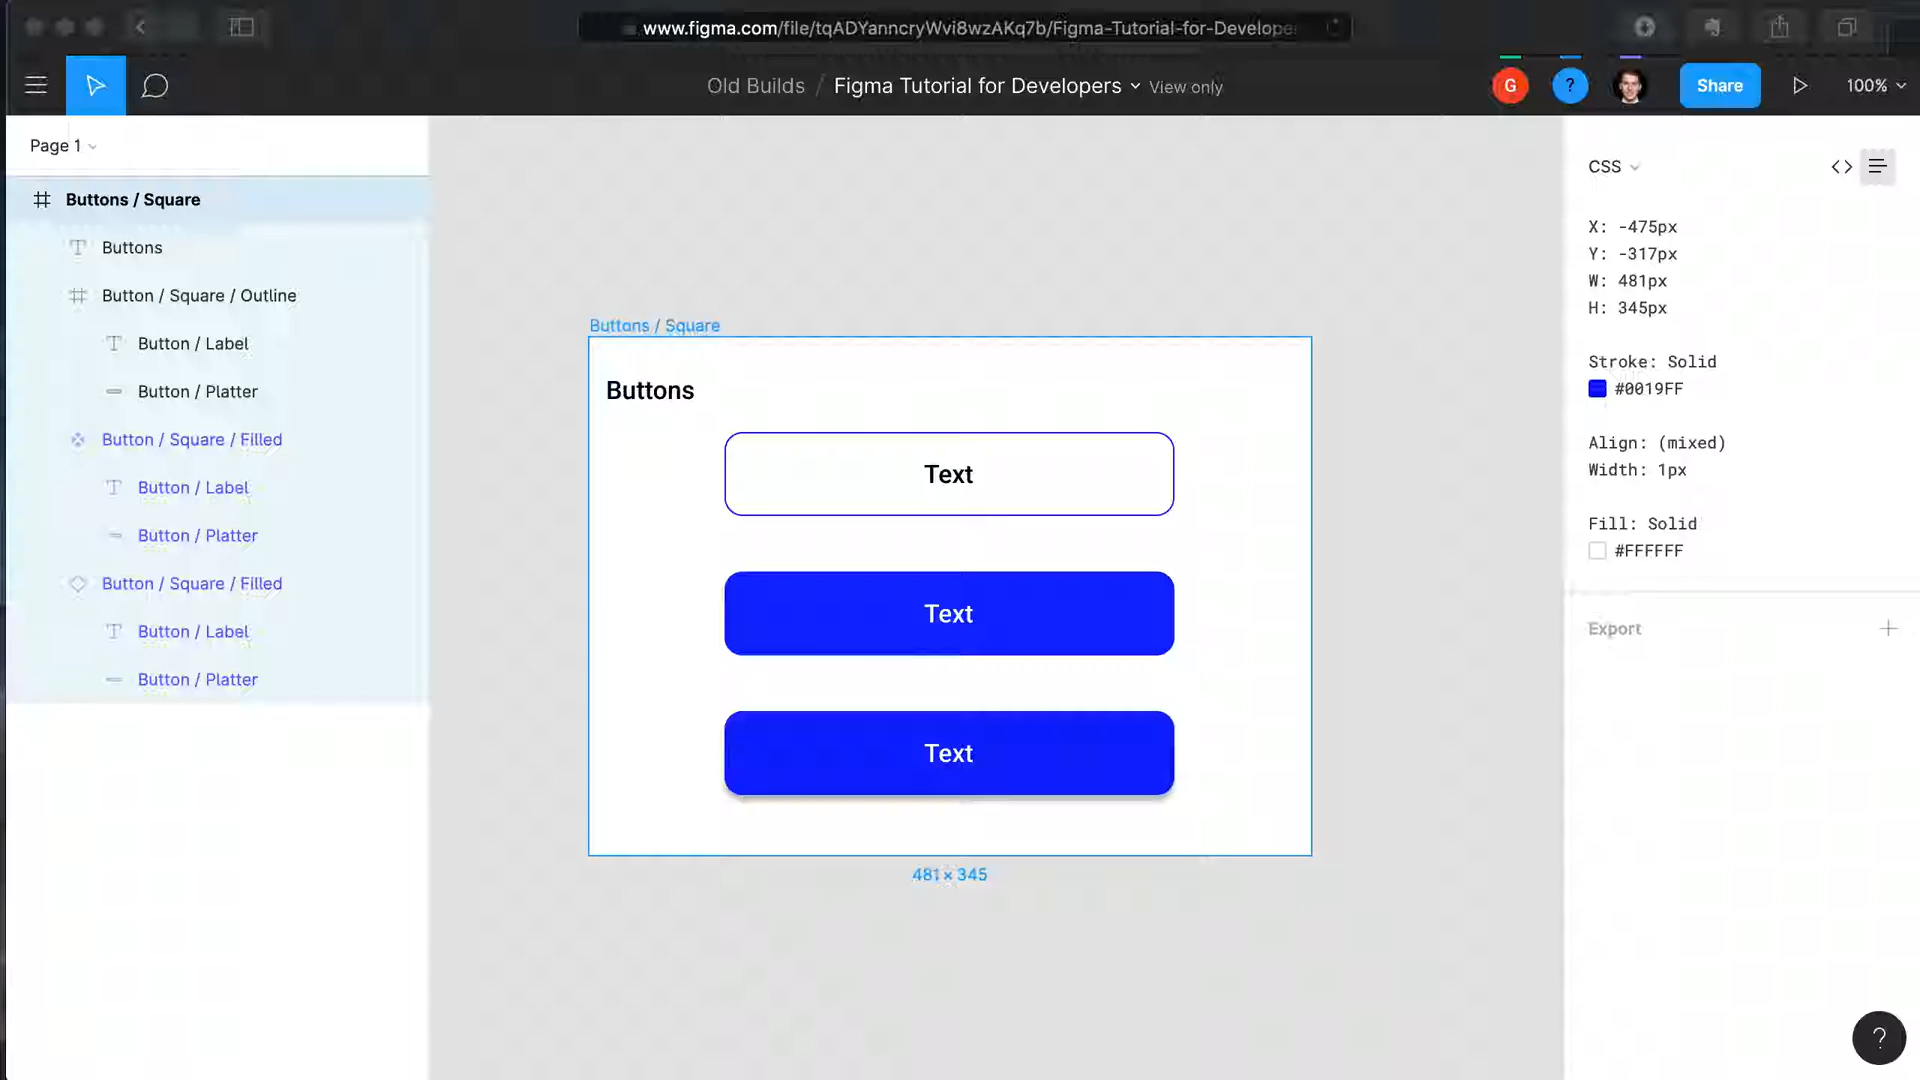 www.figma.com/file/tqADYanncryWvi8wzAKq7b/Figma-Tutorial-for-Develope
Old Builds / Figma Tutorial for Developers View only
G
?
Share
100%
Page 1
Buttons / Square
Buttons
Button / Square / Outline
Button / Label
Button / Platter
Button / Square / Filled
Button / Label
Button / Platter
Button / Square / Filled
Button / Label
Button / Platter
Buttons / Square
Buttons
Text
Text
Text
481 × 345
CSS
X: -475px
Y: -317px
W: 481px
H: 345px
Stroke: Solid
#0019FF
Align: (mixed)
Width: 1px
Fill: Solid
#FFFFFF
Export
?